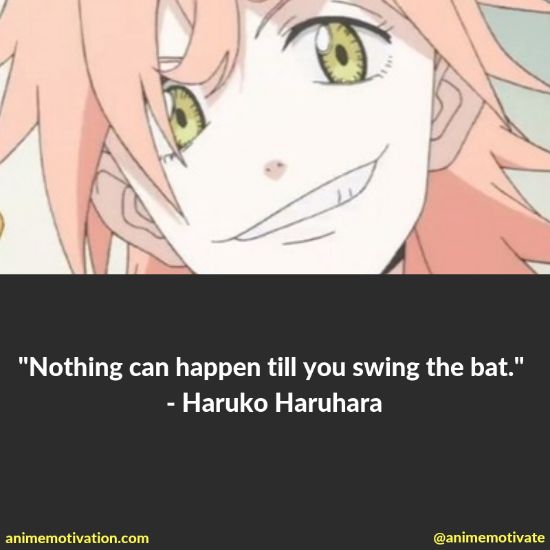 "Nothing can happen till you swing the bat."
- Haruko Haruhara
animemotivation.com
@animemotivate